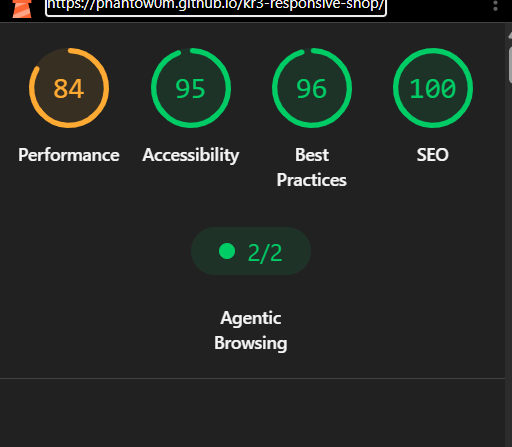 https://phantow0m.github.io/kr3-responsive-shop/
84
95
96
100
Performance
Accessibility
Best
Practices
SEO
2/2
Agentic
Browsing